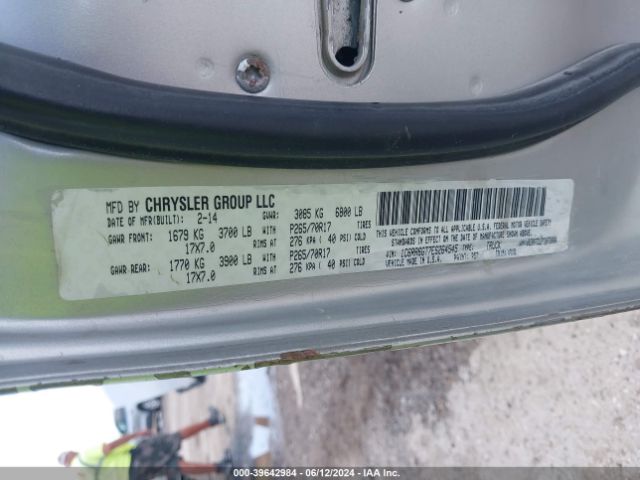 MFD BY CHRYSLER GROUP LLC
DATE OF MFR(BUILT): 2-14 GVWR: 3085 KG 6800 LB
GAWR FRONT: 1679 KG 3700 LB WITH P265/70R17 TIRES
17X7.0 RIMS AT 276 KPA ( 40 PSI) COLD
GAWR REAR: 1770 KG 3900 LB WITH P265/70R17 TIRES
17X7.0 RIMS AT 276 KPA ( 40 PSI) COLD
THIS VEHICLE CONFORMS TO ALL APPLICABLE U.S.A. FEDERAL MOTOR VEHICLE
SAFETY STANDARDS IN EFFECT ON THE DATE OF MANUFACTURE
SHOWN ABOVE.
VIN: TYPE: TRUCK
VEHICLE MADE IN U.S.A. PAINT: TRIM:
000-39642984 / 06/12/2024 - IAA Inc.